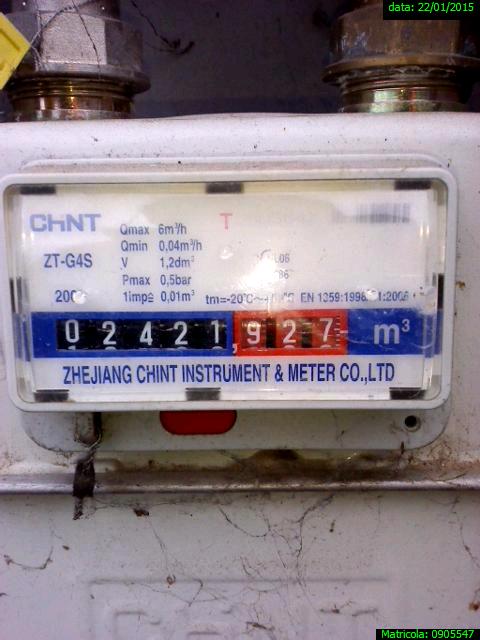 data: 22/01/2015
CHNT
T
Qmax 6m³/h
ZT-G4S
Qmin 0,04m³/h
V 1,2dm³
Pmax 0,5bar
1imp≙ 0,01m³
EN 1359:1998
02421,927 m³
ZHEJIANG CHINT INSTRUMENT & METER CO.,LTD
Matricola: 0905547